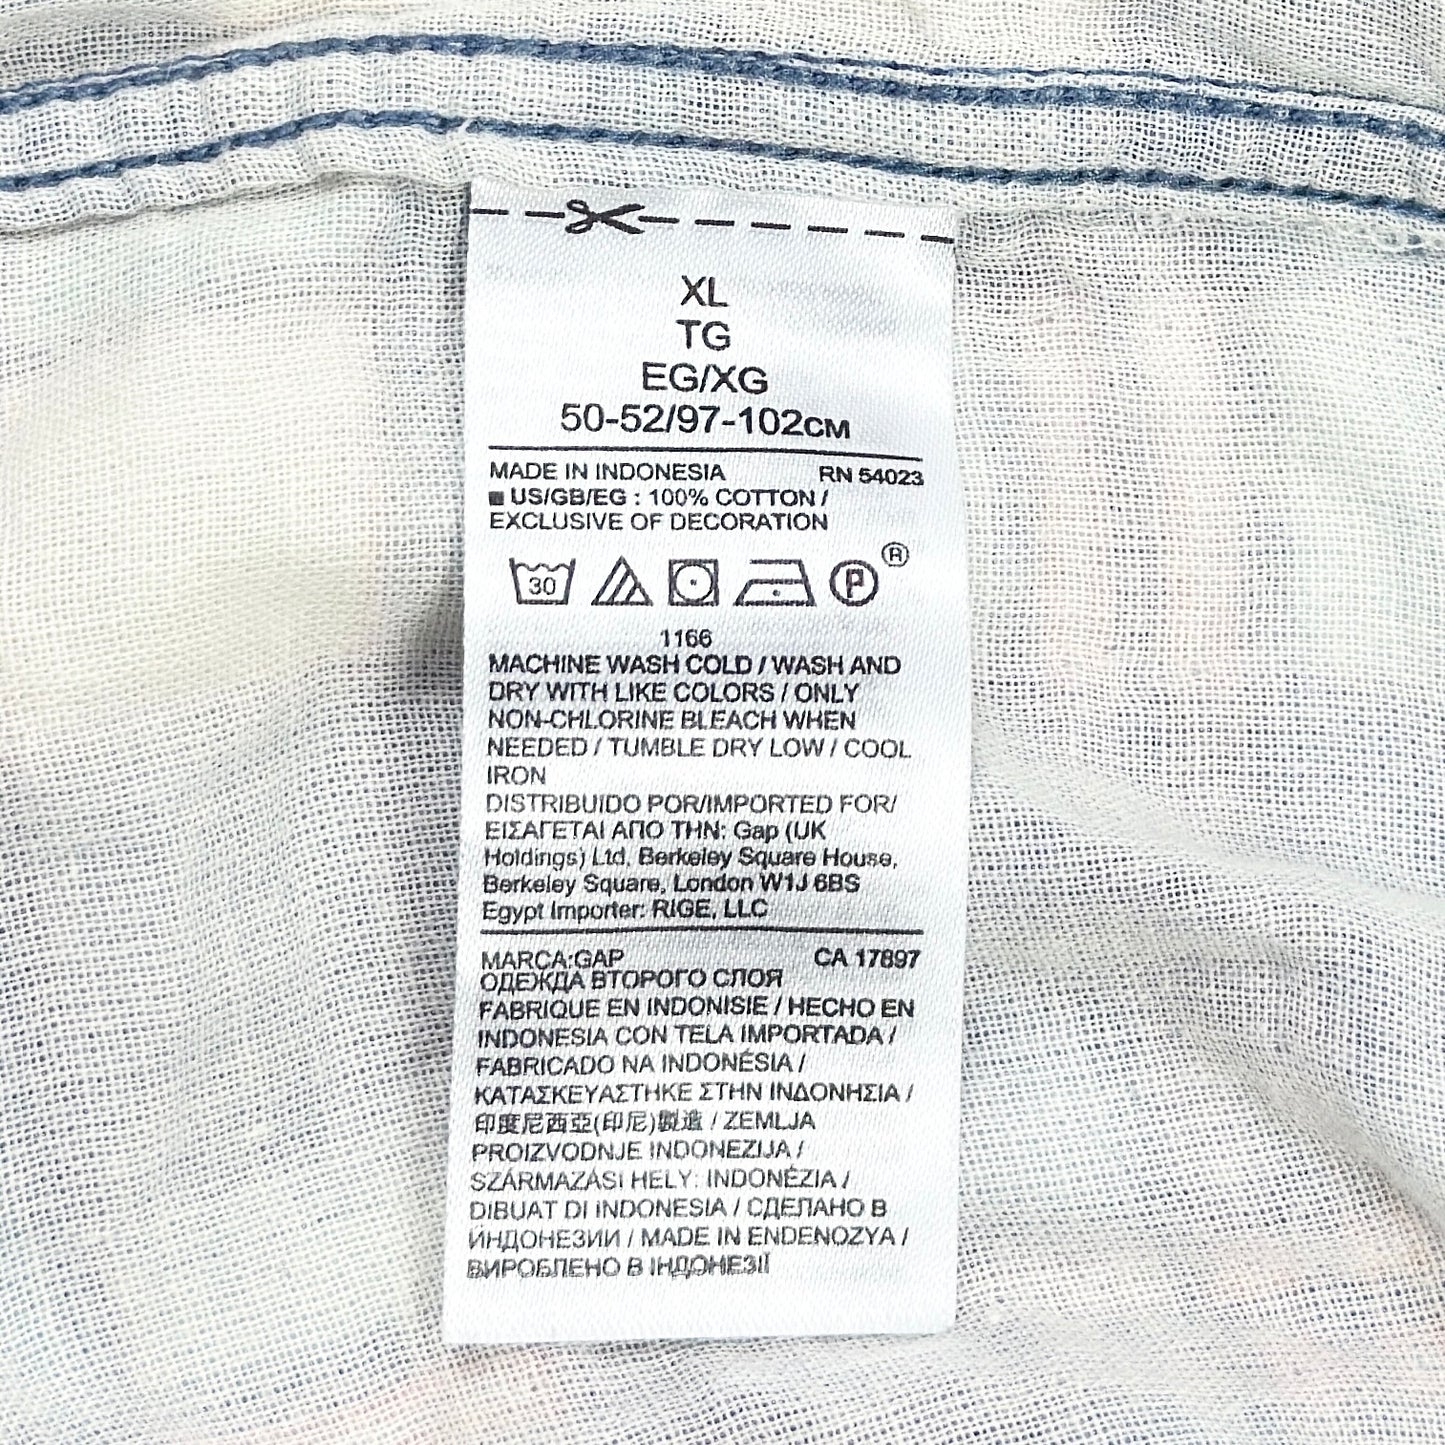 XL
TG
EG/XG
50-52/97-102CM
MADE IN INDONESIA RN 54023
■ US/GB/EG : 100% COTTON /
EXCLUSIVE OF DECORATION
30 P ®
1166
MACHINE WASH COLD / WASH AND
DRY WITH LIKE COLORS / ONLY
NON-CHLORINE BLEACH WHEN
NEEDED / TUMBLE DRY LOW / COOL
IRON
DISTRIBUIDO POR/IMPORTED FOR/
ΕΙΣΑΓΕΤΑΙ ΑΠΟ ΤΗΝ: Gap (UK
Holdings) Ltd, Berkeley Square House,
Berkeley Square, London W1J 6BS
Egypt Importer: RIGE, LLC
MARCA:GAP CA 17897
ОДЕЖДА ВТОРОГО СЛОЯ
FABRIQUE EN INDONISIE / HECHO EN
INDONESIA CON TELA IMPORTADA /
FABRICADO NA INDONÉSIA /
ΚΑΤΑΣΚΕΥΑΣΤΗΚΕ ΣΤΗΝ ΙΝΔΟΝΗΣΙΑ /
印度尼西亞(印尼)製造 / ZEMLJA
PROIZVODNJE INDONEZIJA /
SZÁRMAZÁSI HELY: INDONÉZIA /
DIBUAT DI INDONESIA / СДЕЛАНО В
ИНДОНЕЗИИ / MADE IN ENDENOZYA /
ВИРОБЛЕНО В ІНДОНЕЗІЇ